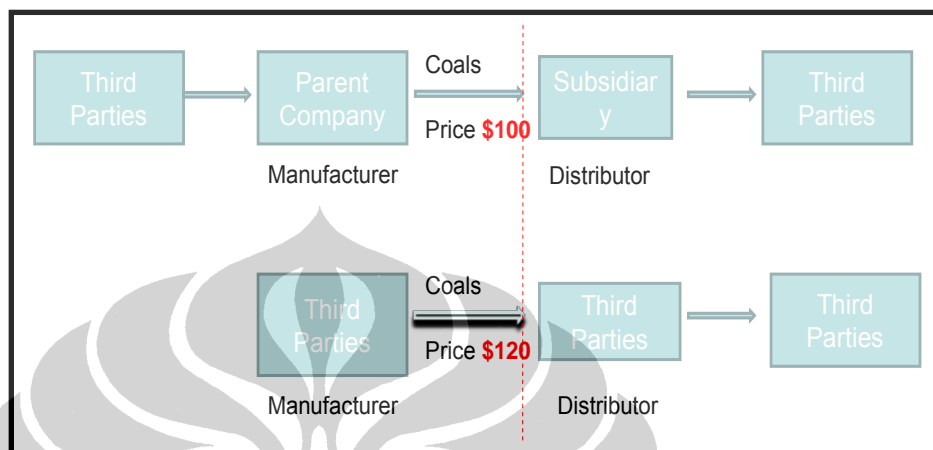 Third
Parties
Parent
Company
Coals
Price $100
Subsidiar
y
Third
Parties
Manufacturer
Distributor
Third
Parties
Coals
Price $120
Third
Parties
Third
Parties
Manufacturer
Distributor